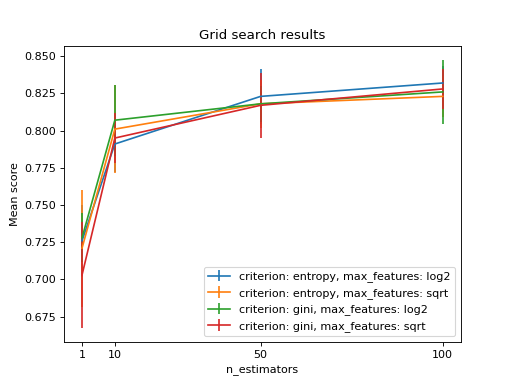 Grid search results
0.850
0.825
0.800
0.775
0.750
0.725
0.700
0.675
Mean score
criterion: entropy, max_features: log2
criterion: entropy, max_features: sqrt
criterion: gini, max_features: log2
criterion: gini, max_features: sqrt
1 10 50 100
n_estimators